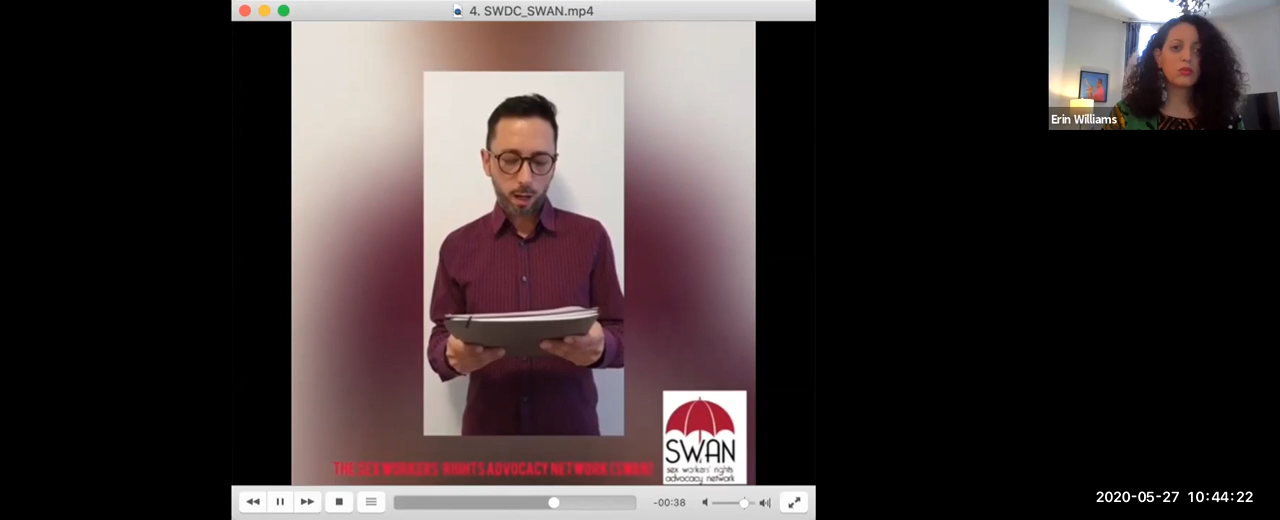 4. SWDC_SWAN.mp4
Erin Williams
THE SEX WORKERS' RIGHTS ADVOCACY NETWORK (SWAN)
SWAN
sex workers' rights
advocacy network
-00:38
2020-05-27 10:44:22